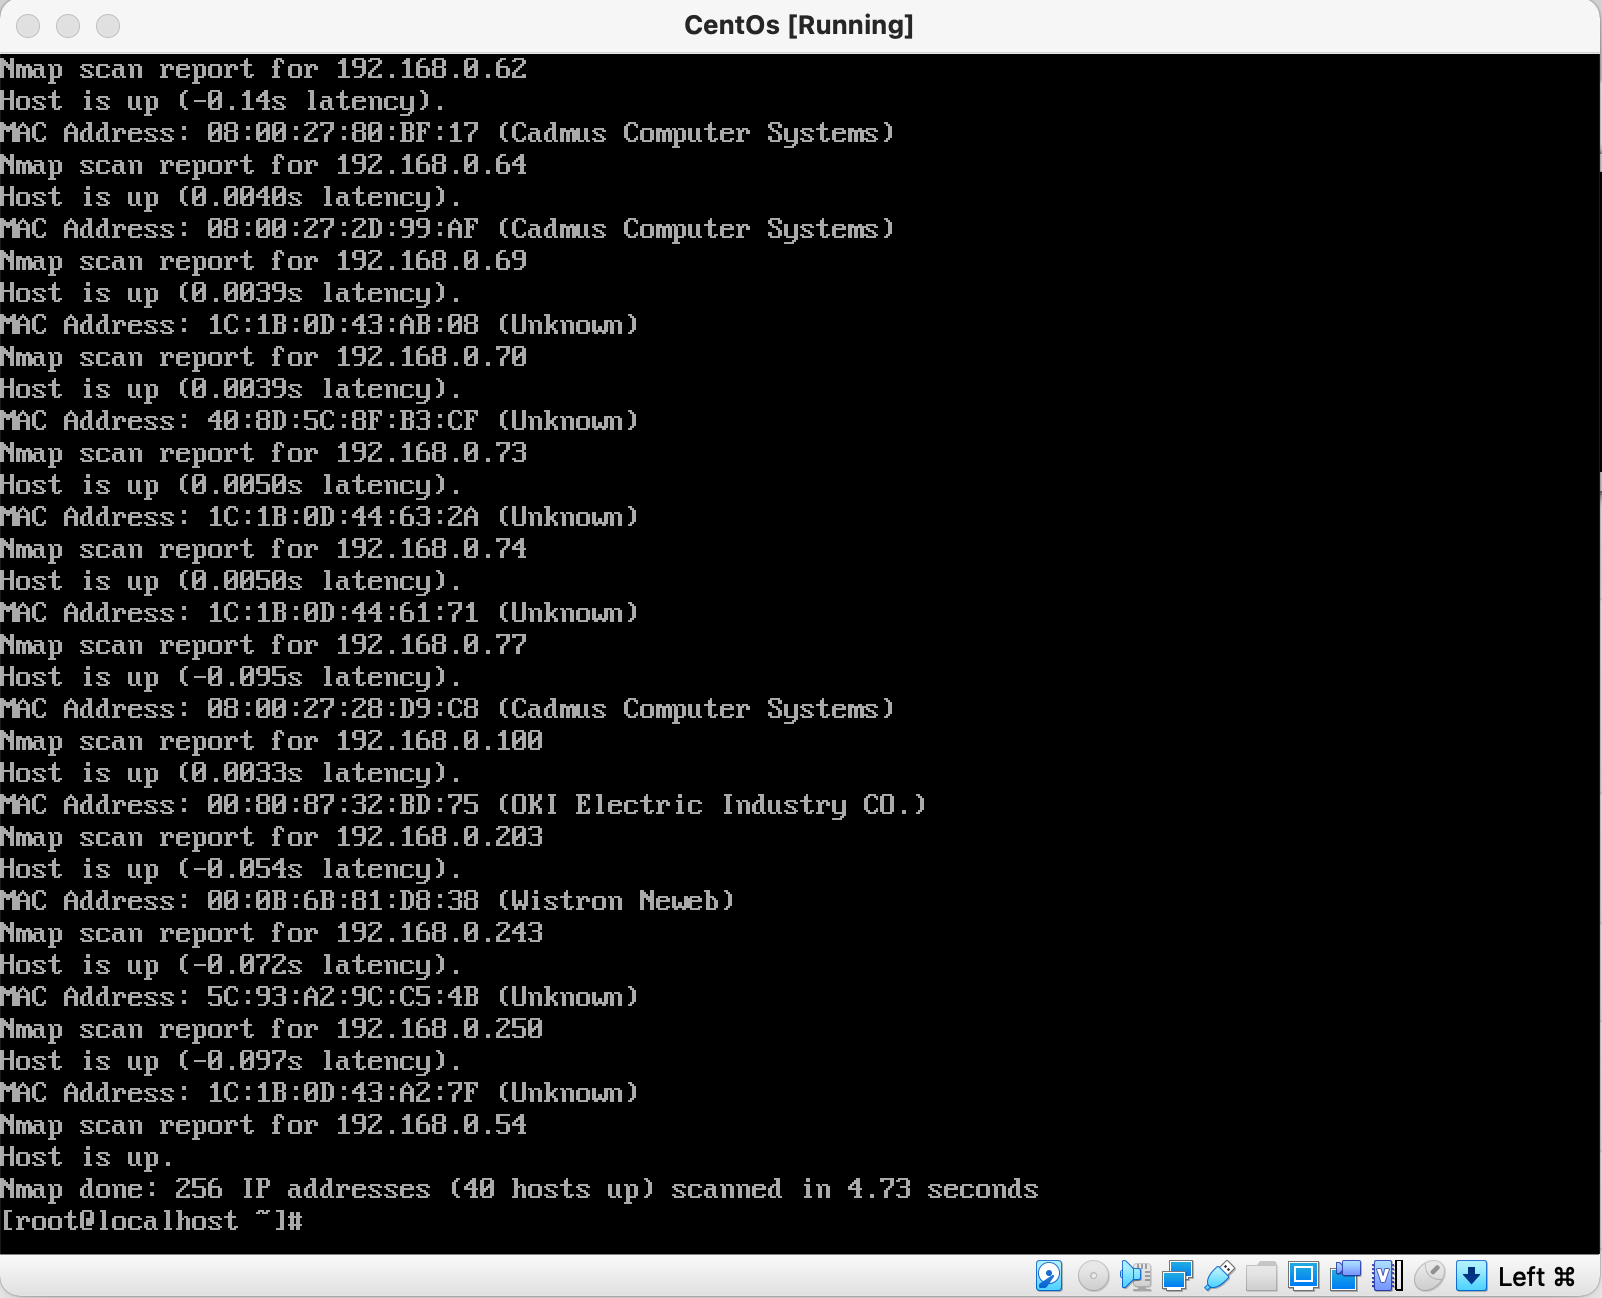 CentOs [Running]
Nmap scan report for 192.168.0.62
Host is up (-0.14s latency).
MAC Address: 08:00:27:80:BF:17 (Cadmus Computer Systems)
Nmap scan report for 192.168.0.64
Host is up (0.0040s latency).
MAC Address: 08:00:27:2D:99:AF (Cadmus Computer Systems)
Nmap scan report for 192.168.0.69
Host is up (0.0039s latency).
MAC Address: 1C:1B:0D:43:AB:08 (Unknown)
Nmap scan report for 192.168.0.70
Host is up (0.0039s latency).
MAC Address: 40:8D:5C:8F:B3:CF (Unknown)
Nmap scan report for 192.168.0.73
Host is up (0.0050s latency).
MAC Address: 1C:1B:0D:44:63:2A (Unknown)
Nmap scan report for 192.168.0.74
Host is up (0.0050s latency).
MAC Address: 1C:1B:0D:44:61:71 (Unknown)
Nmap scan report for 192.168.0.77
Host is up (-0.095s latency).
MAC Address: 08:00:27:28:D9:C8 (Cadmus Computer Systems)
Nmap scan report for 192.168.0.100
Host is up (0.0033s latency).
MAC Address: 00:80:87:32:BD:75 (OKI Electric Industry CO.)
Nmap scan report for 192.168.0.203
Host is up (-0.054s latency).
MAC Address: 00:0B:6B:81:D8:38 (Wistron Neweb)
Nmap scan report for 192.168.0.243
Host is up (-0.072s latency).
MAC Address: 5C:93:A2:9C:C5:4B (Unknown)
Nmap scan report for 192.168.0.250
Host is up (-0.097s latency).
MAC Address: 1C:1B:0D:43:A2:7F (Unknown)
Nmap scan report for 192.168.0.54
Host is up.
Nmap done: 256 IP addresses (40 hosts up) scanned in 4.73 seconds
[root@localhost ~]#
Left ⌘